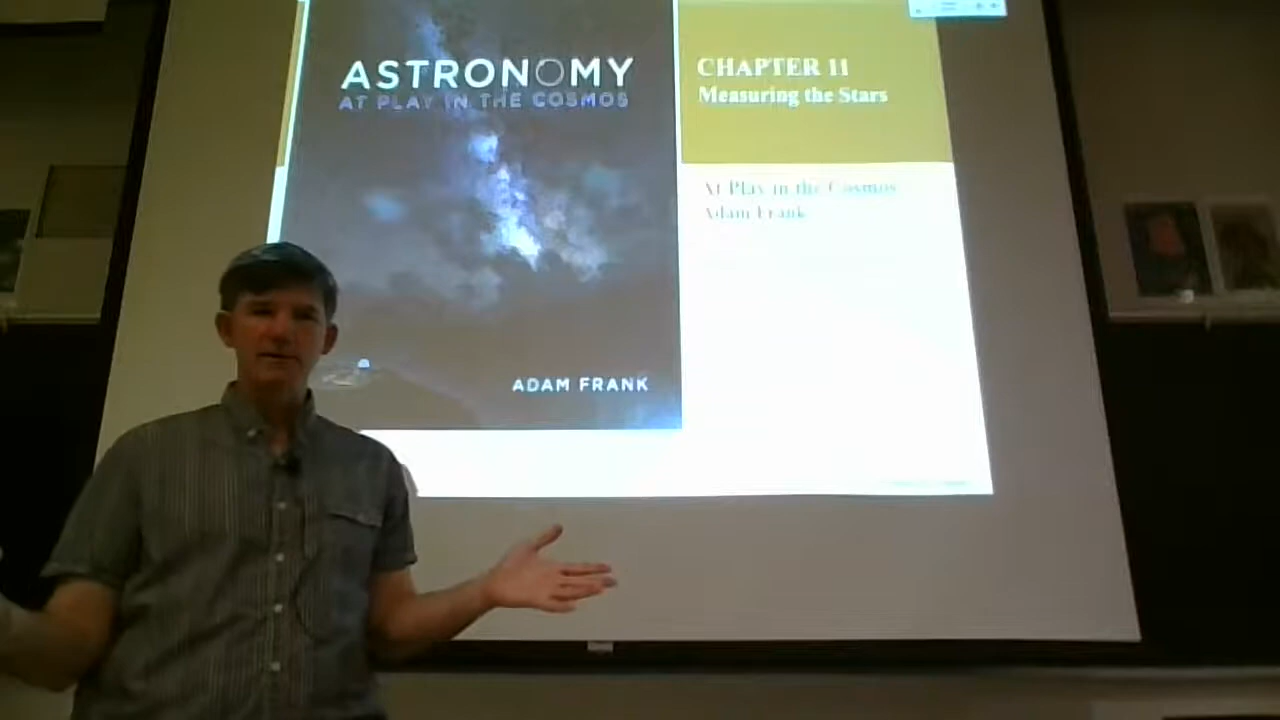 ASTRONOMY
AT PLAY IN THE COSMOS
ADAM FRANK
CHAPTER 11
Measuring the Stars
At Play in the Cosmos
Adam Frank